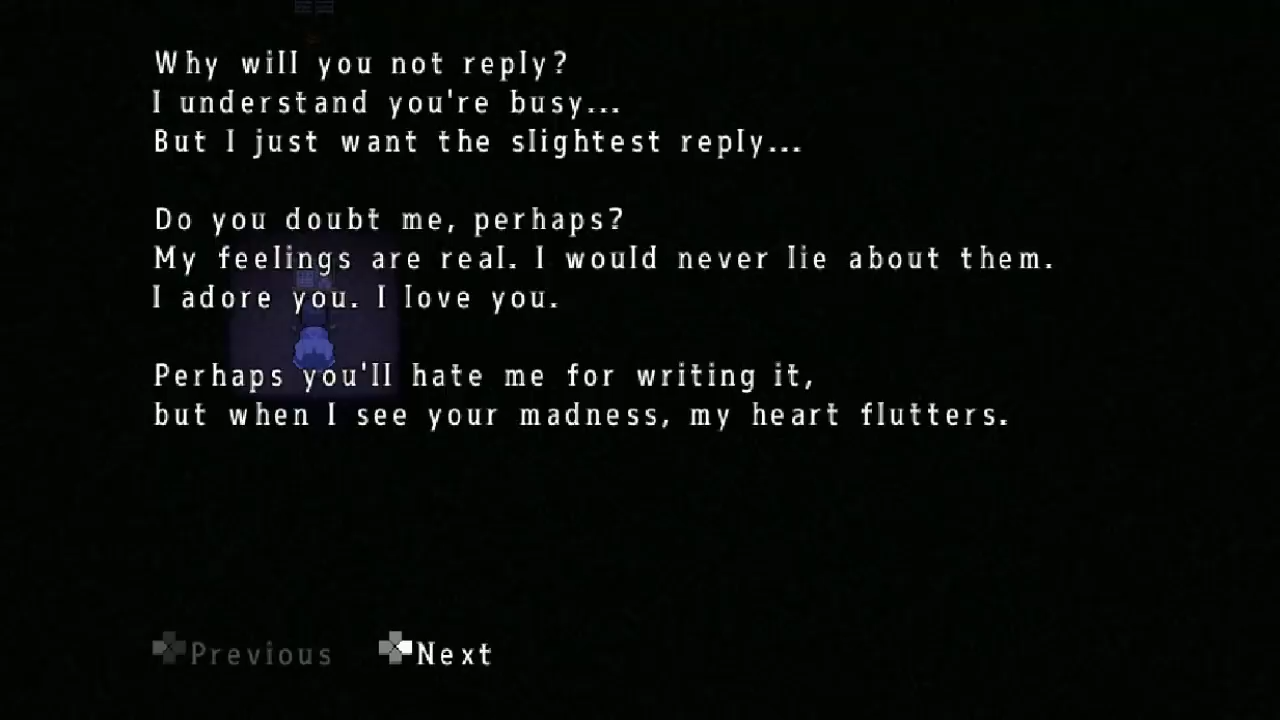 Why will you not reply?
I understand you're busy...
But I just want the slightest reply...
Do you doubt me, perhaps?
My feelings are real. I would never lie about them.
I adore you. I love you.
Perhaps you'll hate me for writing it,
but when I see your madness, my heart flutters.
Previous Next